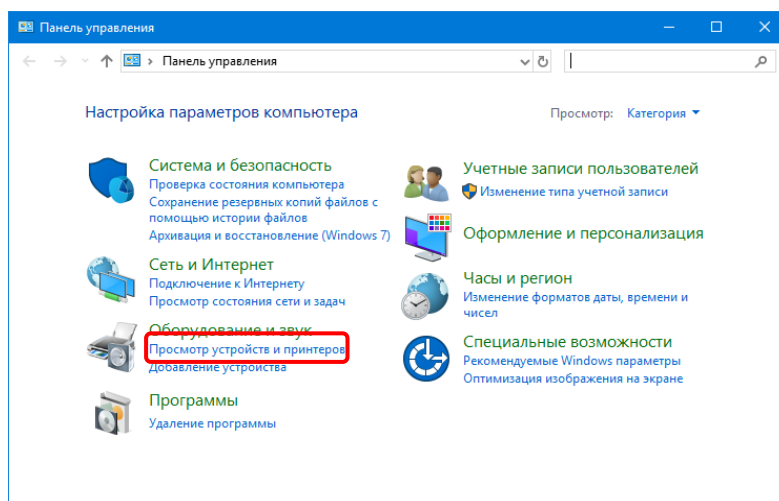 Панель управления
Панель управления
Настройка параметров компьютера
Просмотр: Категория
Система и безопасность
Проверка состояния компьютера
Сохранение резервных копий файлов с
помощью истории файлов
Архивация и восстановление (Windows 7)
Сеть и Интернет
Подключение к Интернету
Просмотр состояния сети и задач
Оборудование и звук
Просмотр устройств и принтеров
Добавление устройства
Программы
Удаление программы
Учетные записи пользователей
Изменение типа учетной записи
Оформление и персонализация
Часы и регион
Изменение форматов даты, времени и
чисел
Специальные возможности
Рекомендуемые Windows параметры
Оптимизация изображения на экране